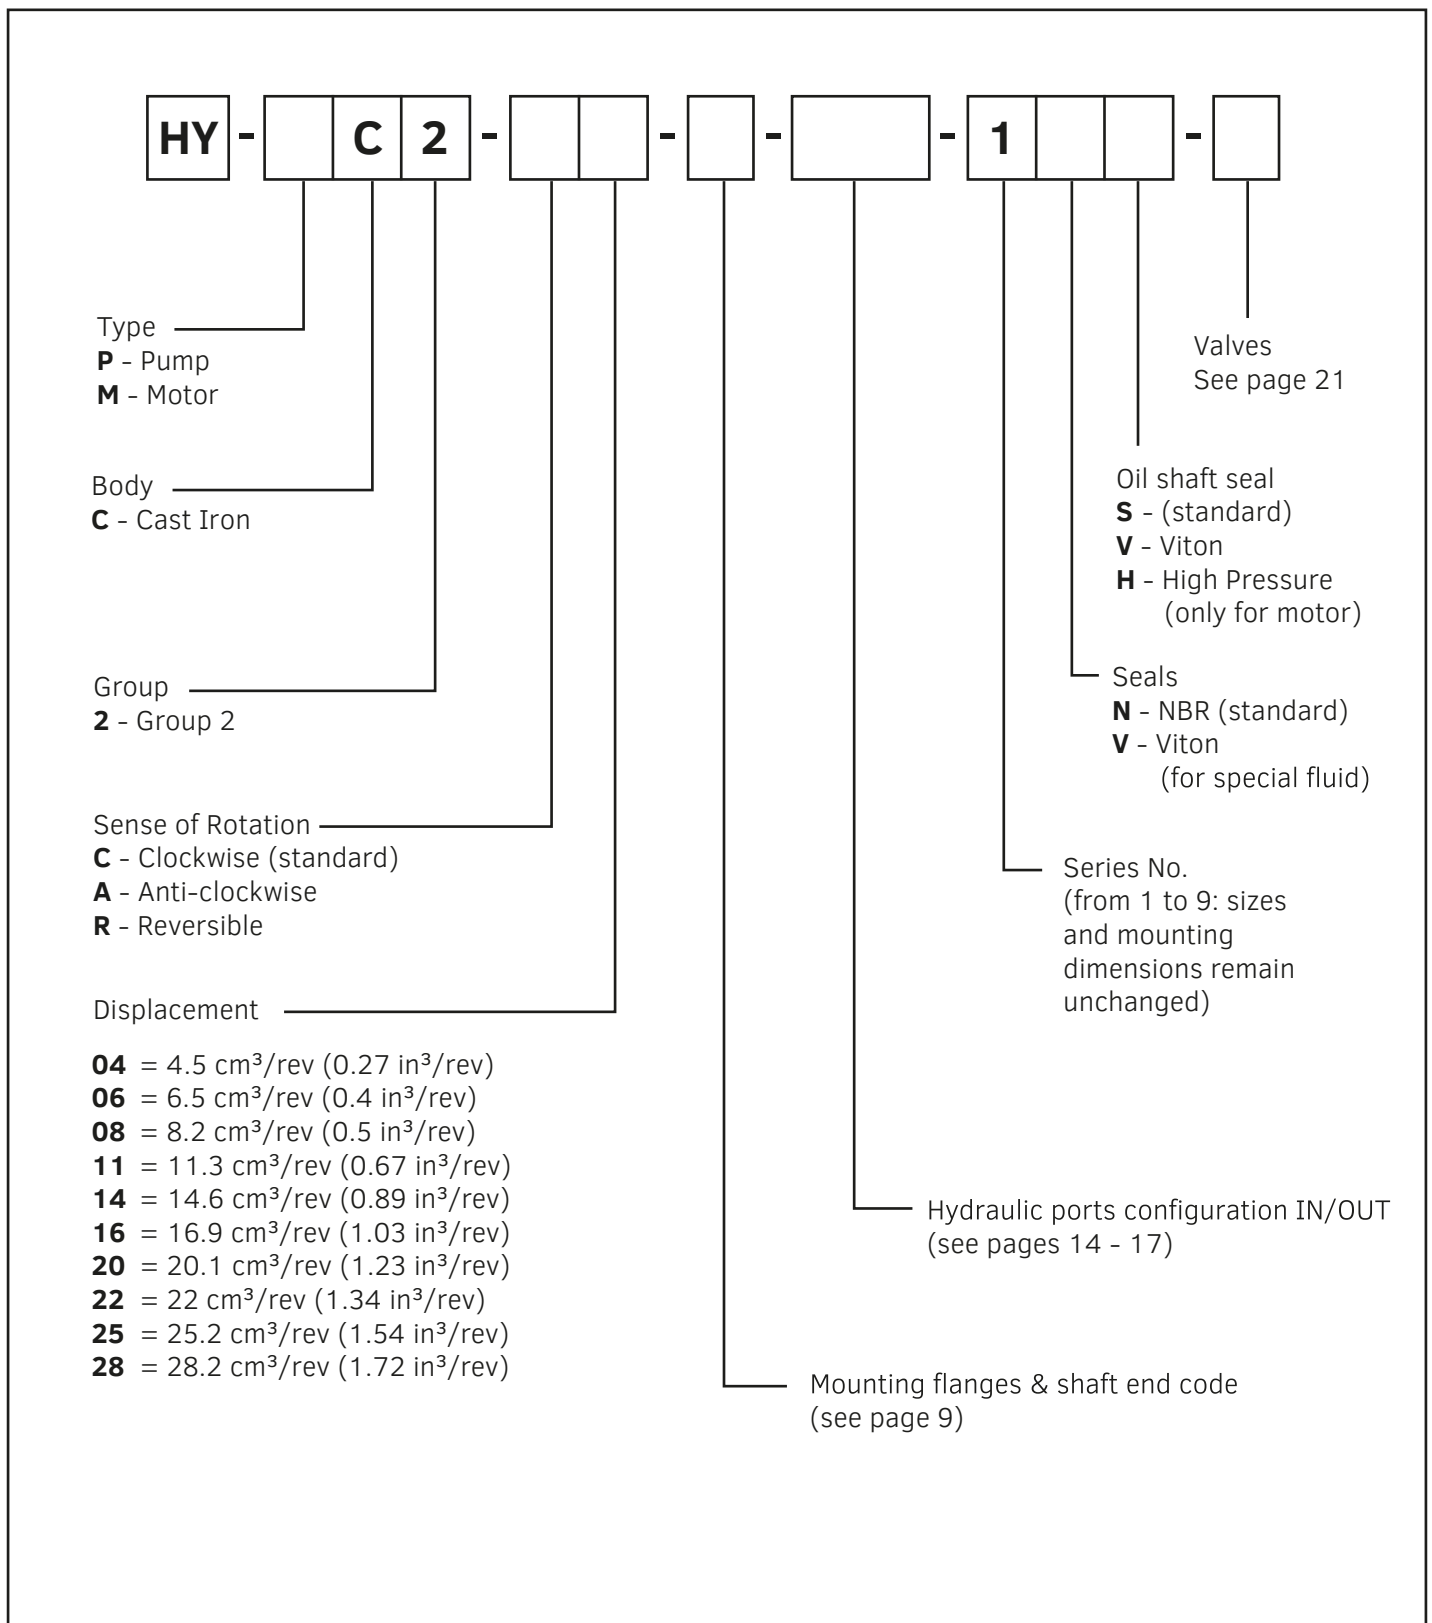 HY - C 2 - - - - 1 -
Type
P - Pump
M - Motor
Body
C - Cast Iron
Group
2 - Group 2
Sense of Rotation
C - Clockwise (standard)
A - Anti-clockwise
R - Reversible
Displacement
04 = 4.5 cm³/rev (0.27 in³/rev)
06 = 6.5 cm³/rev (0.4 in³/rev)
08 = 8.2 cm³/rev (0.5 in³/rev)
11 = 11.3 cm³/rev (0.67 in³/rev)
14 = 14.6 cm³/rev (0.89 in³/rev)
16 = 16.9 cm³/rev (1.03 in³/rev)
20 = 20.1 cm³/rev (1.23 in³/rev)
22 = 22 cm³/rev (1.34 in³/rev)
25 = 25.2 cm³/rev (1.54 in³/rev)
28 = 28.2 cm³/rev (1.72 in³/rev)
Valves
See page 21
Oil shaft seal
S - (standard)
V - Viton
H - High Pressure
(only for motor)
Seals
N - NBR (standard)
V - Viton
(for special fluid)
Series No.
(from 1 to 9: sizes
and mounting
dimensions remain
unchanged)
Hydraulic ports configuration IN/OUT
(see pages 14 - 17)
Mounting flanges & shaft end code
(see page 9)